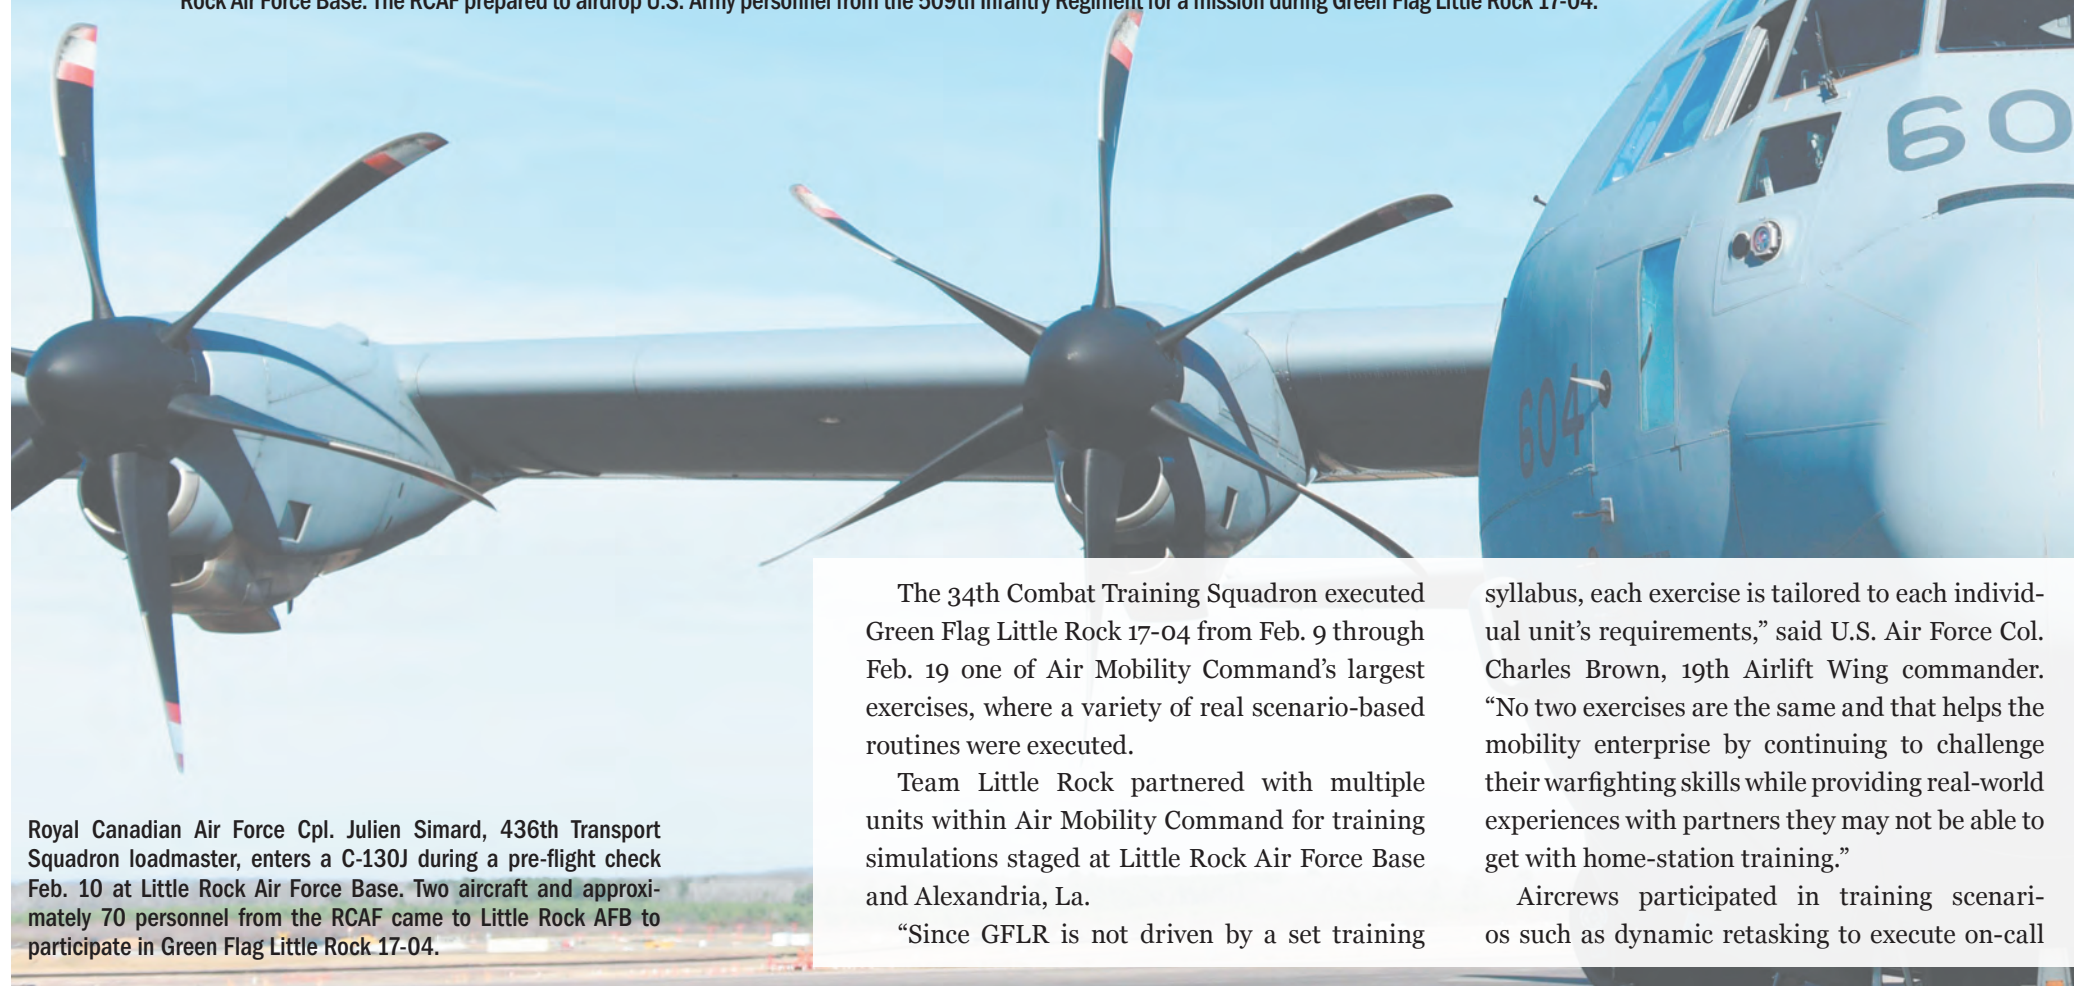 Rock Air Force Base. The RCAF prepared to airdrop U.S. Army personnel from the 509th Infantry Regiment for a mission during Green Flag Little Rock 17-04.
60
604
The 34th Combat Training Squadron executed
Green Flag Little Rock 17-04 from Feb. 9 through
Feb. 19 one of Air Mobility Command’s largest
exercises, where a variety of real scenario-based
routines were executed.
Team Little Rock partnered with multiple
units within Air Mobility Command for training
simulations staged at Little Rock Air Force Base
and Alexandria, La.
“Since GFLR is not driven by a set training
syllabus, each exercise is tailored to each individ-
ual unit’s requirements,” said U.S. Air Force Col.
Charles Brown, 19th Airlift Wing commander.
“No two exercises are the same and that helps the
mobility enterprise by continuing to challenge
their warfighting skills while providing real-world
experiences with partners they may not be able to
get with home-station training.”
Aircrews participated in training scenari-
os such as dynamic retasking to execute on-call
Royal Canadian Air Force Cpl. Julien Simard, 436th Transport
Squadron loadmaster, enters a C-130J during a pre-flight check
Feb. 10 at Little Rock Air Force Base. Two aircraft and approxi-
mately 70 personnel from the RCAF came to Little Rock AFB to
participate in Green Flag Little Rock 17-04.